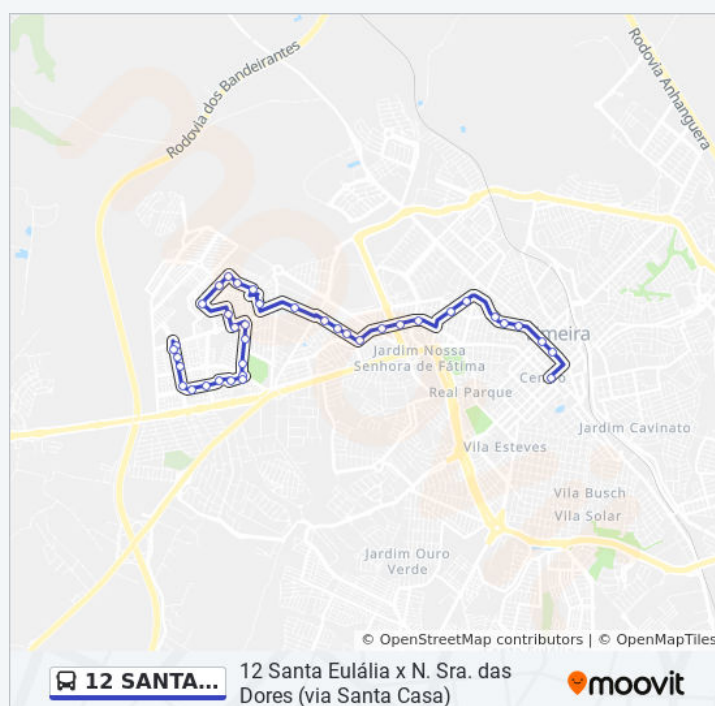 Rodovia dos Bandeirantes
Rodovia Anhanguera
meira
Jardim Nossa
Senhora de Fátima
Real Parque
Jardim Cavinato
Vila Esteves
Vila Busch
Vila Solar
Jardim Ouro
Verde
© OpenStreetMap contributors | © OpenMapTiles
12 SANTA...
12 Santa Eulália x N. Sra. das
Dores (via Santa Casa)
moovit